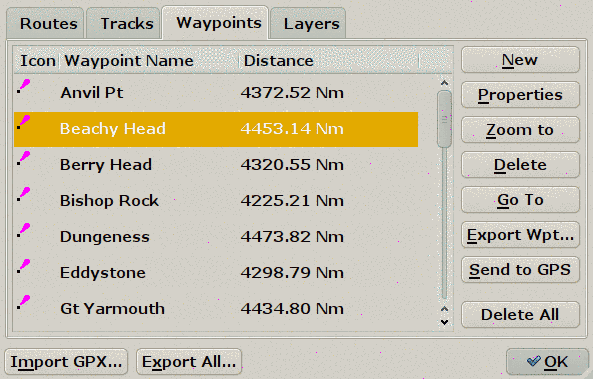 Routes Tracks Waypoints Layers
Icon Waypoint Name Distance
Anvil Pt 4372.52 Nm
Beachy Head 4453.14 Nm
Berry Head 4320.55 Nm
Bishop Rock 4225.21 Nm
Dungeness 4473.82 Nm
Eddystone 4298.79 Nm
Gt Yarmouth 4434.80 Nm
New
Properties
Zoom to
Delete
Go To
Export Wpt...
Send to GPS
Delete All
Import GPX... Export All... OK